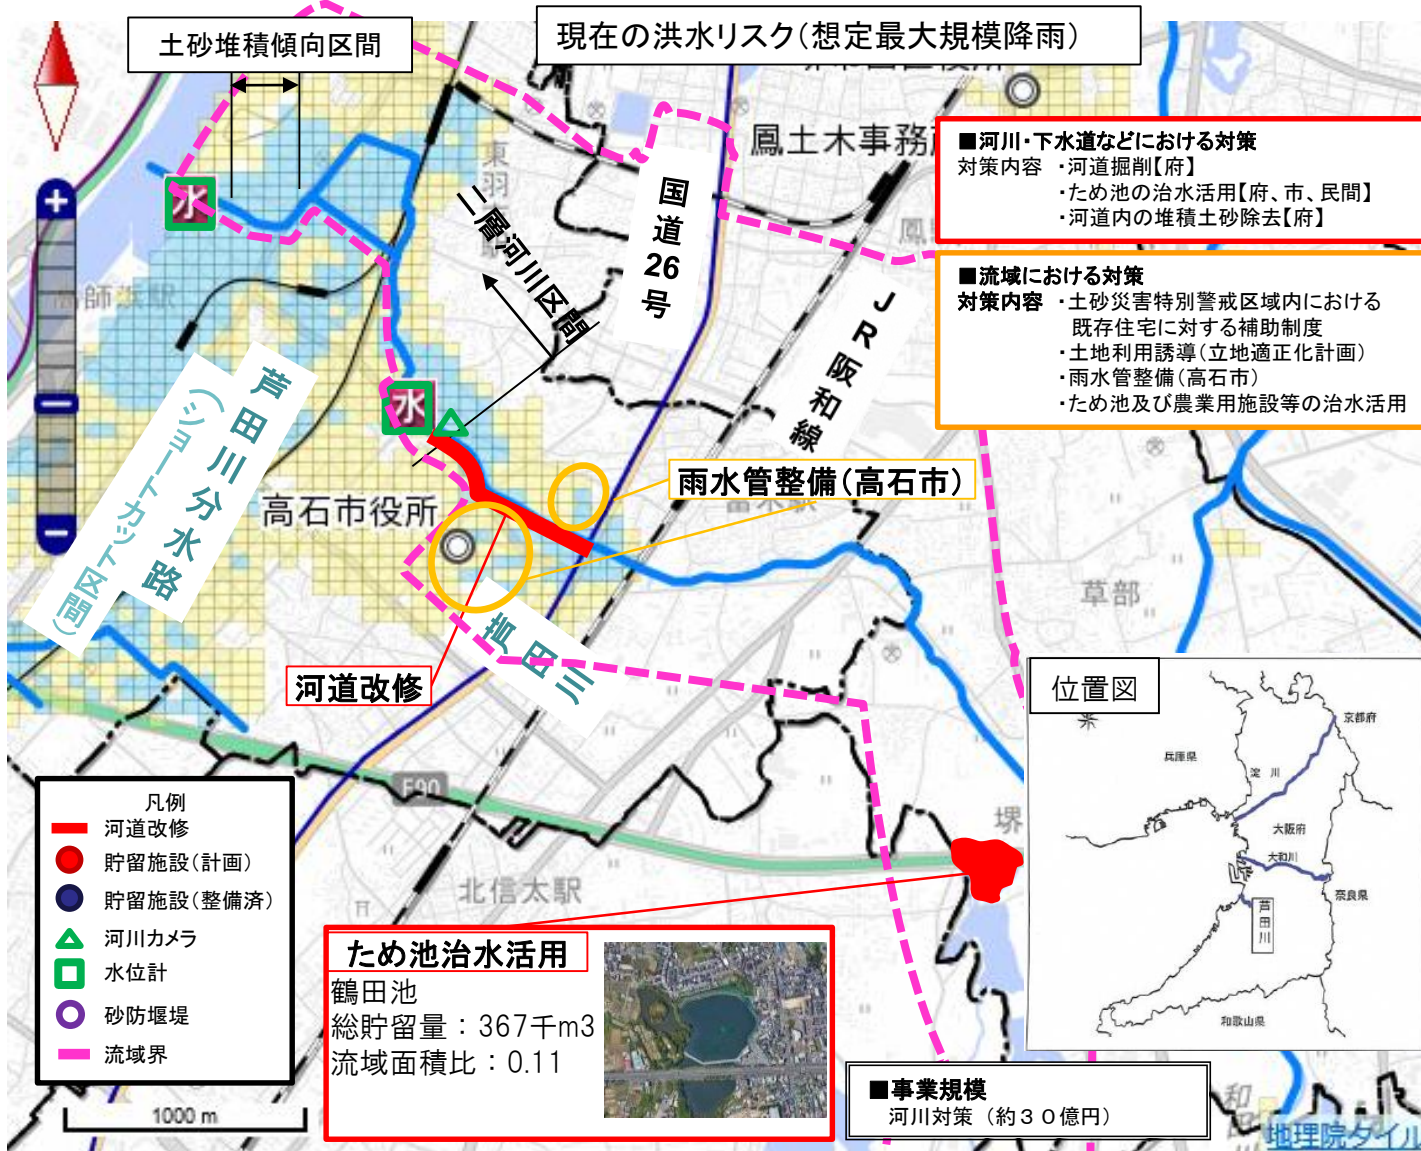 土砂堆積傾向区間
現在の洪水リスク（想定最大規模降雨）
鳳土木事務所
■河川・下水道などにおける対策
対策内容 ・河道掘削【府】
・ため池の治水活用【府、市、民間】
・河道内の堆積土砂除去【府】
■流域における対策
対策内容 ・土砂災害特別警戒区域内における
既存住宅に対する補助制度
・土地利用誘導（立地適正化計画）
・雨水管整備（高石市）
・ため池及び農業用施設等の治水活用
水
東羽
国道26号
二層河川区間
JR阪和線
水
芦田川分水路
（ショートカット区間）
高石市役所
雨水管整備（高石市）
草部
芦田川
河道改修
E90
堺
北信太駅
凡例
河道改修
貯留施設（計画）
貯留施設（整備済）
河川カメラ
水位計
砂防堰堤
流域界
1000 m
ため池治水活用
鶴田池
総貯留量：367千m3
流域面積比：0.11
位置図
京都府
兵庫県
淀川
大阪府
大和川
奈良県
芦田川
和歌山県
■事業規模
河川対策（約３０億円）
和
地理院タイル